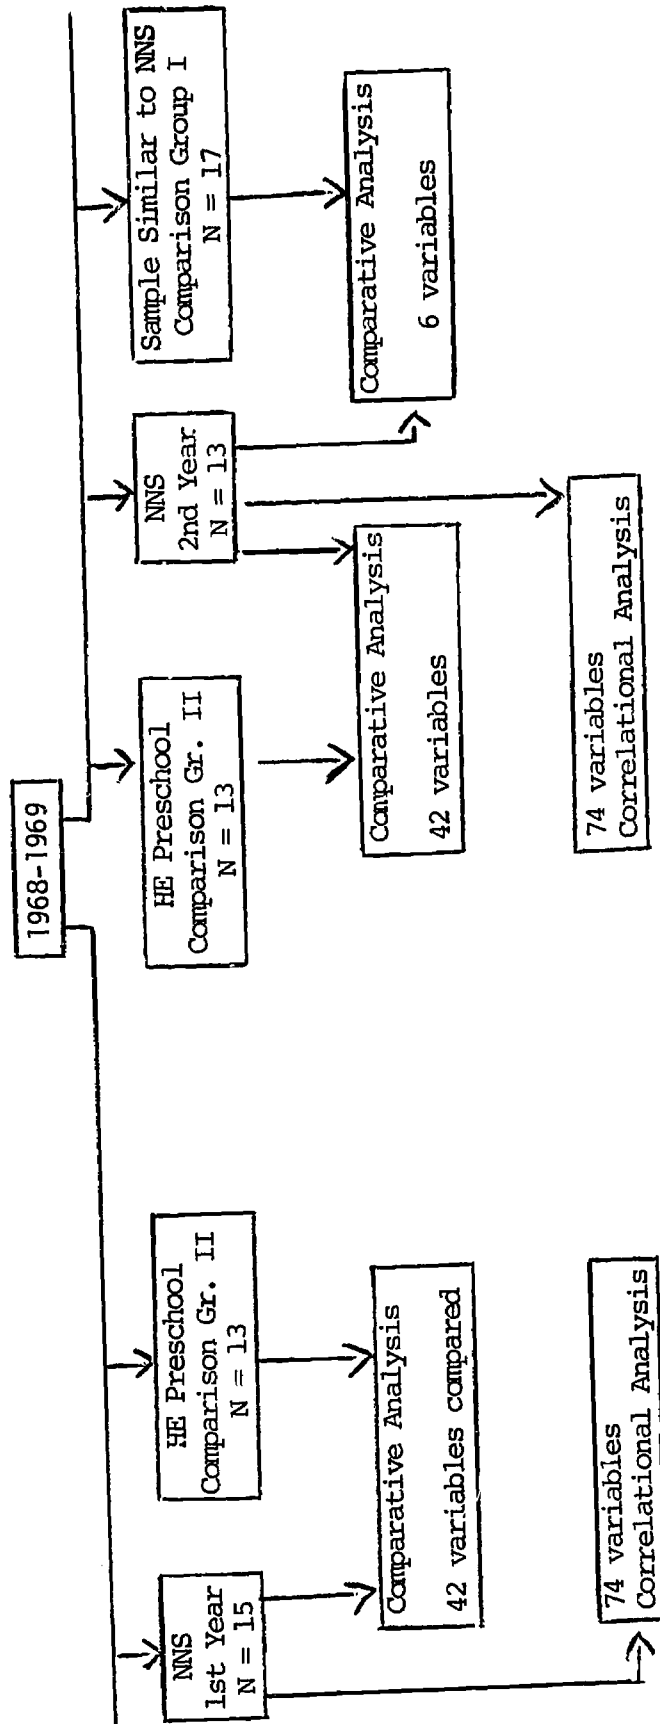 1968-1969
NNS
1st Year
N = 15
HE Preschool
Comparison Gr. II
N = 13
HE Preschool
Comparison Gr. II
N = 13
NNS
2nd Year
N = 13
Sample Similar to NNS
Comparison Group I
N = 17
Comparative Analysis
42 variables compared
Comparative Analysis
42 variables
Comparative Analysis
6 variables
74 variables
Correlational Analysis
74 variables
Correlational Analysis